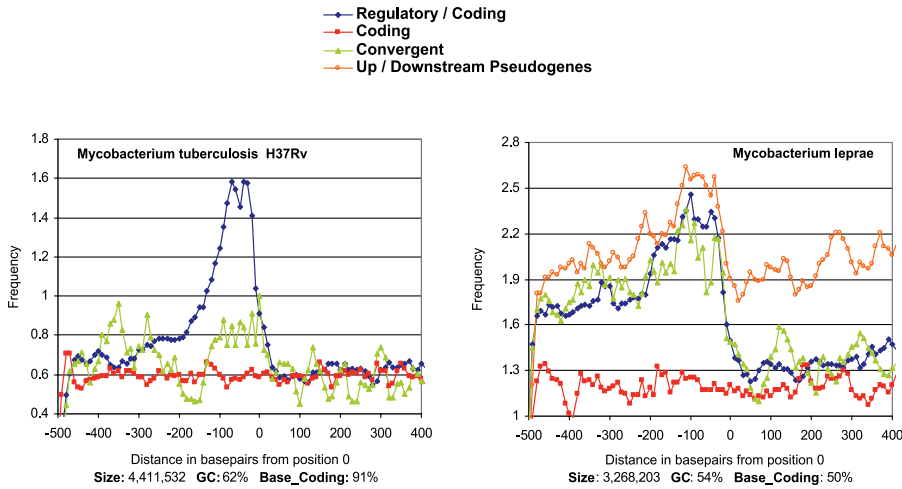 Regulatory / Coding
Coding
Convergent
Up / Downstream Pseudogenes
Mycobacterium tuberculosis H37Rv
Frequency
1.8
1.6
1.4
1.2
1
0.8
0.6
0.4
-500 -400 -300 -200 -100 0 100 200 300 400
Distance in basepairs from position 0
Size: 4,411,532 GC: 62% Base_Coding: 91%
Mycobacterium leprae
Frequency
2.8
2.5
2.2
1.9
1.6
1.3
1
-500 -400 -300 -200 -100 0 100 200 300 400
Distance in basepairs from position 0
Size: 3,268,203 GC: 54% Base_Coding: 50%